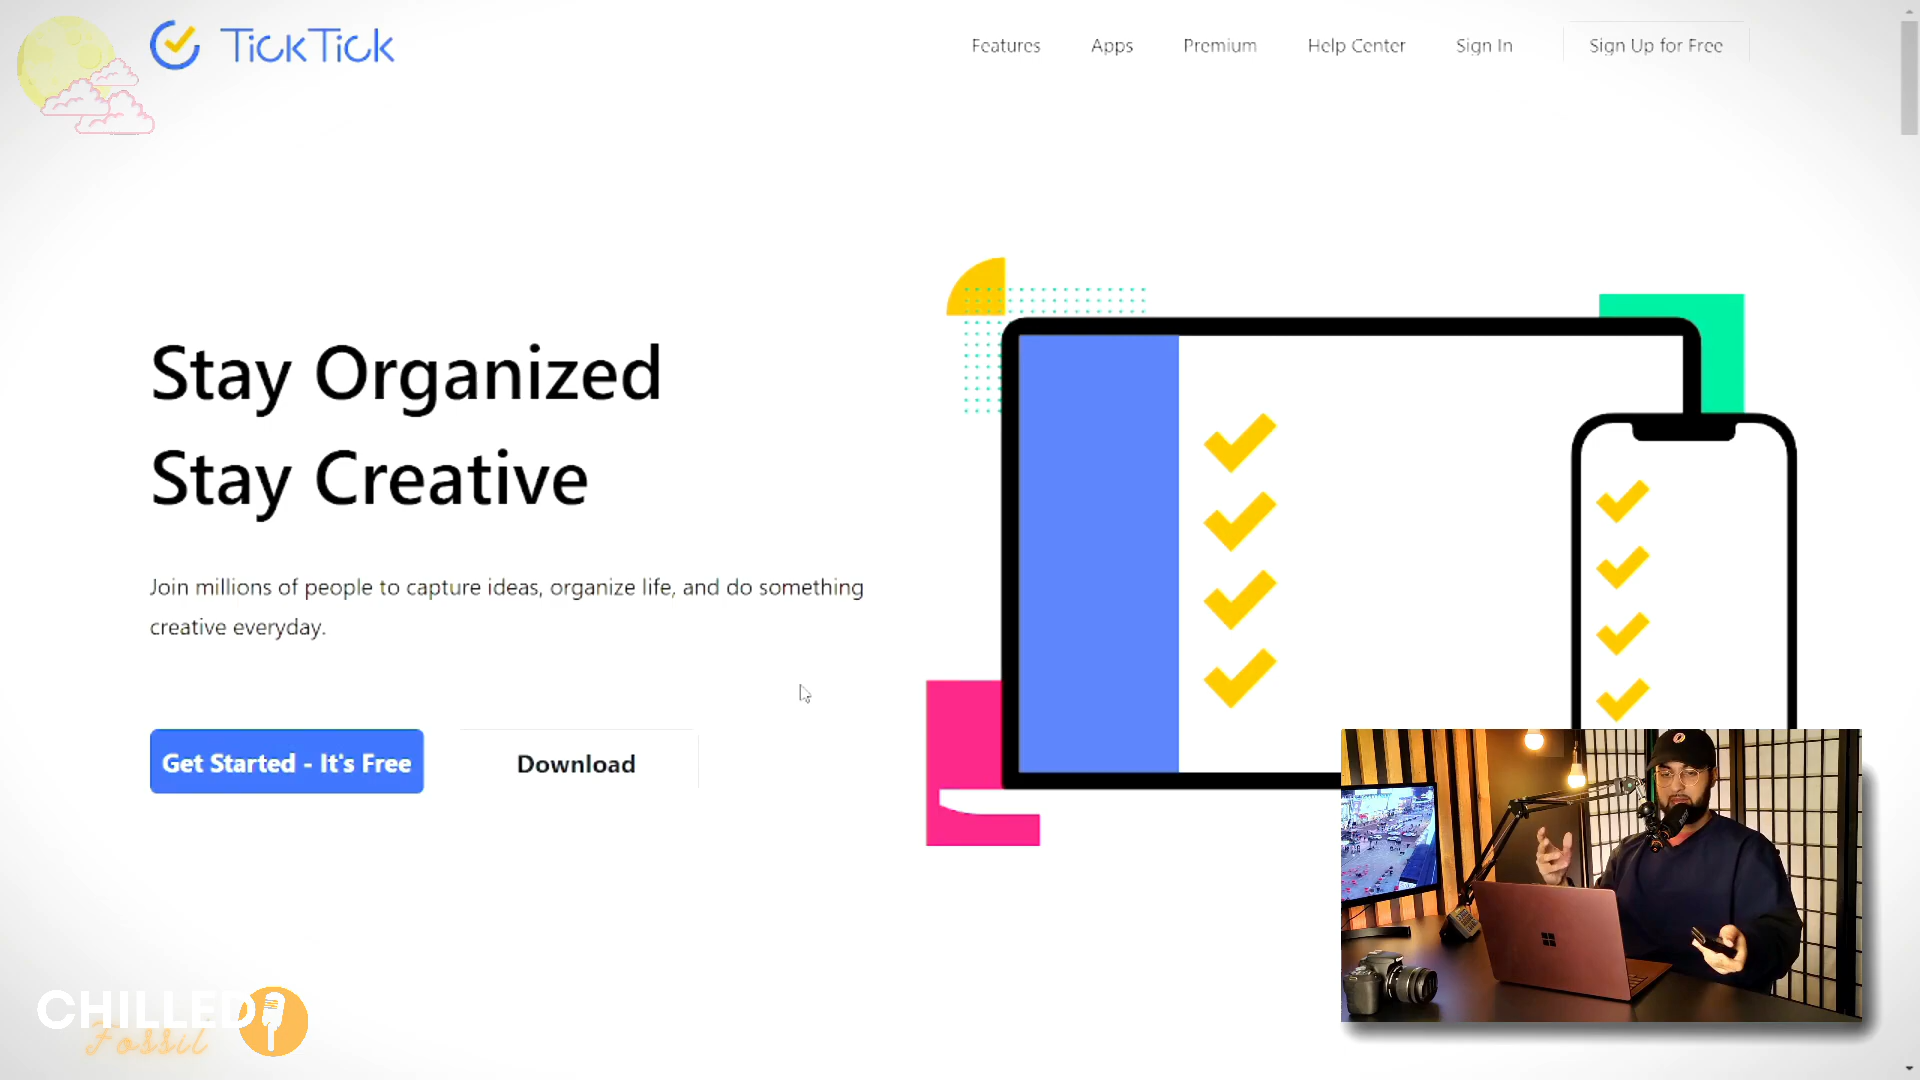 TickTick
Features
Apps
Premium
Help Center
Sign In
Sign Up for Free
Stay Organized
Stay Creative
Join millions of people to capture ideas, organize life, and do something
creative everyday.
Get Started - It's Free
Download
CHILLED
Fossil